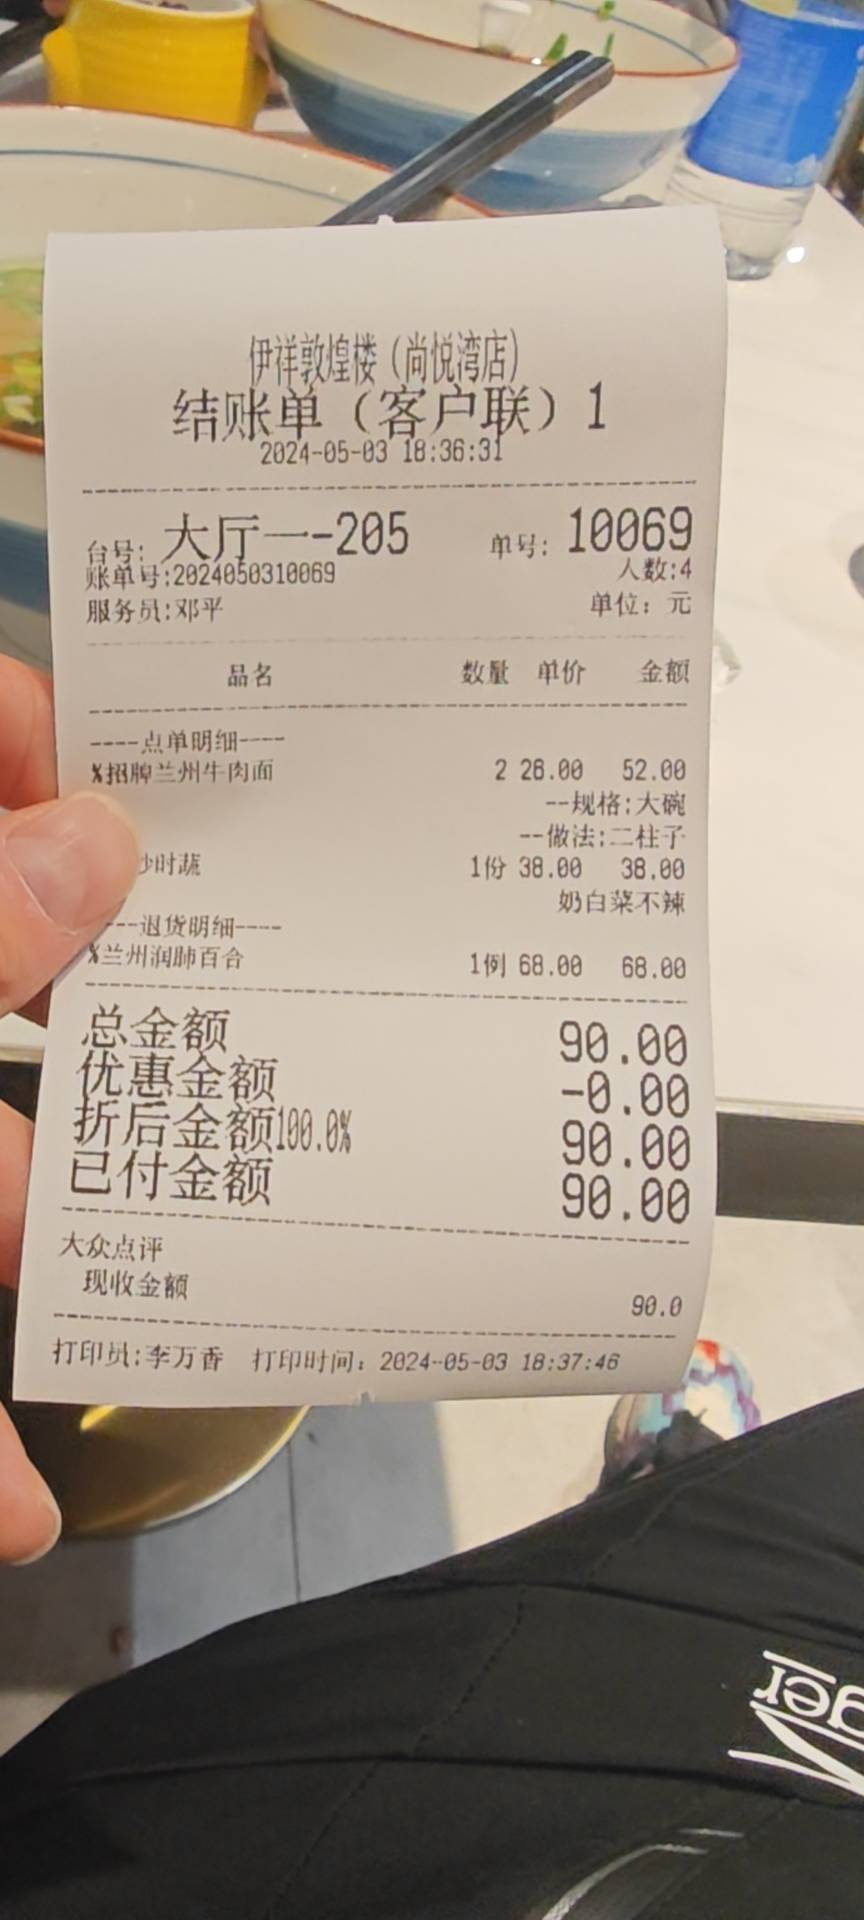 伊祥敦煌楼（尚悦湾店）
结账单（客户联）1
2024-05-03 18:36:31
台号: 大厅一-205 单号: 10069
账单号:2024050310069 人数:4
服务员:邓平 单位: 元
品名 数量 单价 金额
----点单明细----
%招牌兰州牛肉面 2 26.00 52.00
--规格:大碗
--做法:二柱子
炒时蔬 1份 38.00 38.00
奶白菜不辣
----退货明细----
%兰州润肺百合 1例 68.00 68.00
总金额 90.00
优惠金额 -0.00
折后金额100.0% 90.00
已付金额 90.00
大众点评
现收金额 90.0
打印员:李万香 打印时间: 2024-05-03 18:37:46
ger